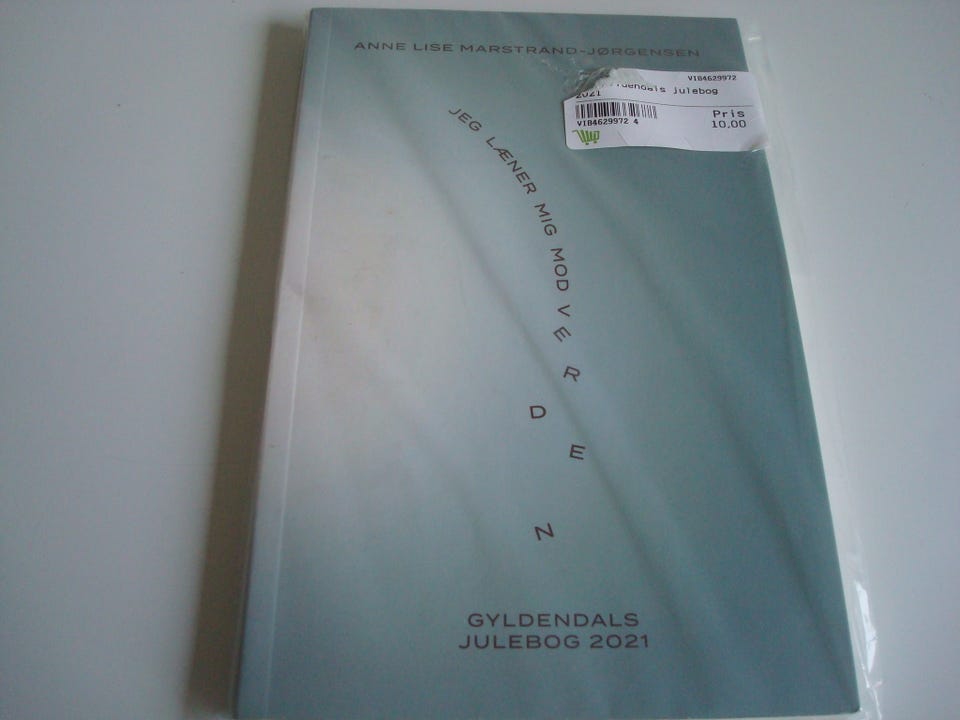 ANNE LISE MARSTRAND-JØRGENSEN
VIB4629972
julebog
2021
Pris
VIB4629972 4
10,00
JEG LÆNER MIG MOD VERDEN
GYLDENDALS
JULEBOG 2021